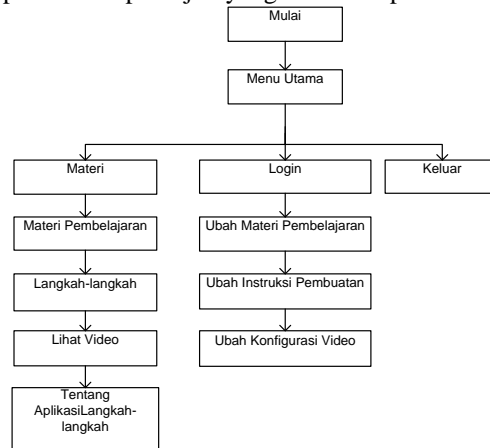 Mulai
Menu Utama
Materi
Login
Keluar
Materi Pembelajaran
Ubah Materi Pembelajaran
Langkah-langkah
Ubah Instruksi Pembuatan
Lihat Video
Ubah Konfigurasi Video
Tentang
AplikasiLangkah-
langkah